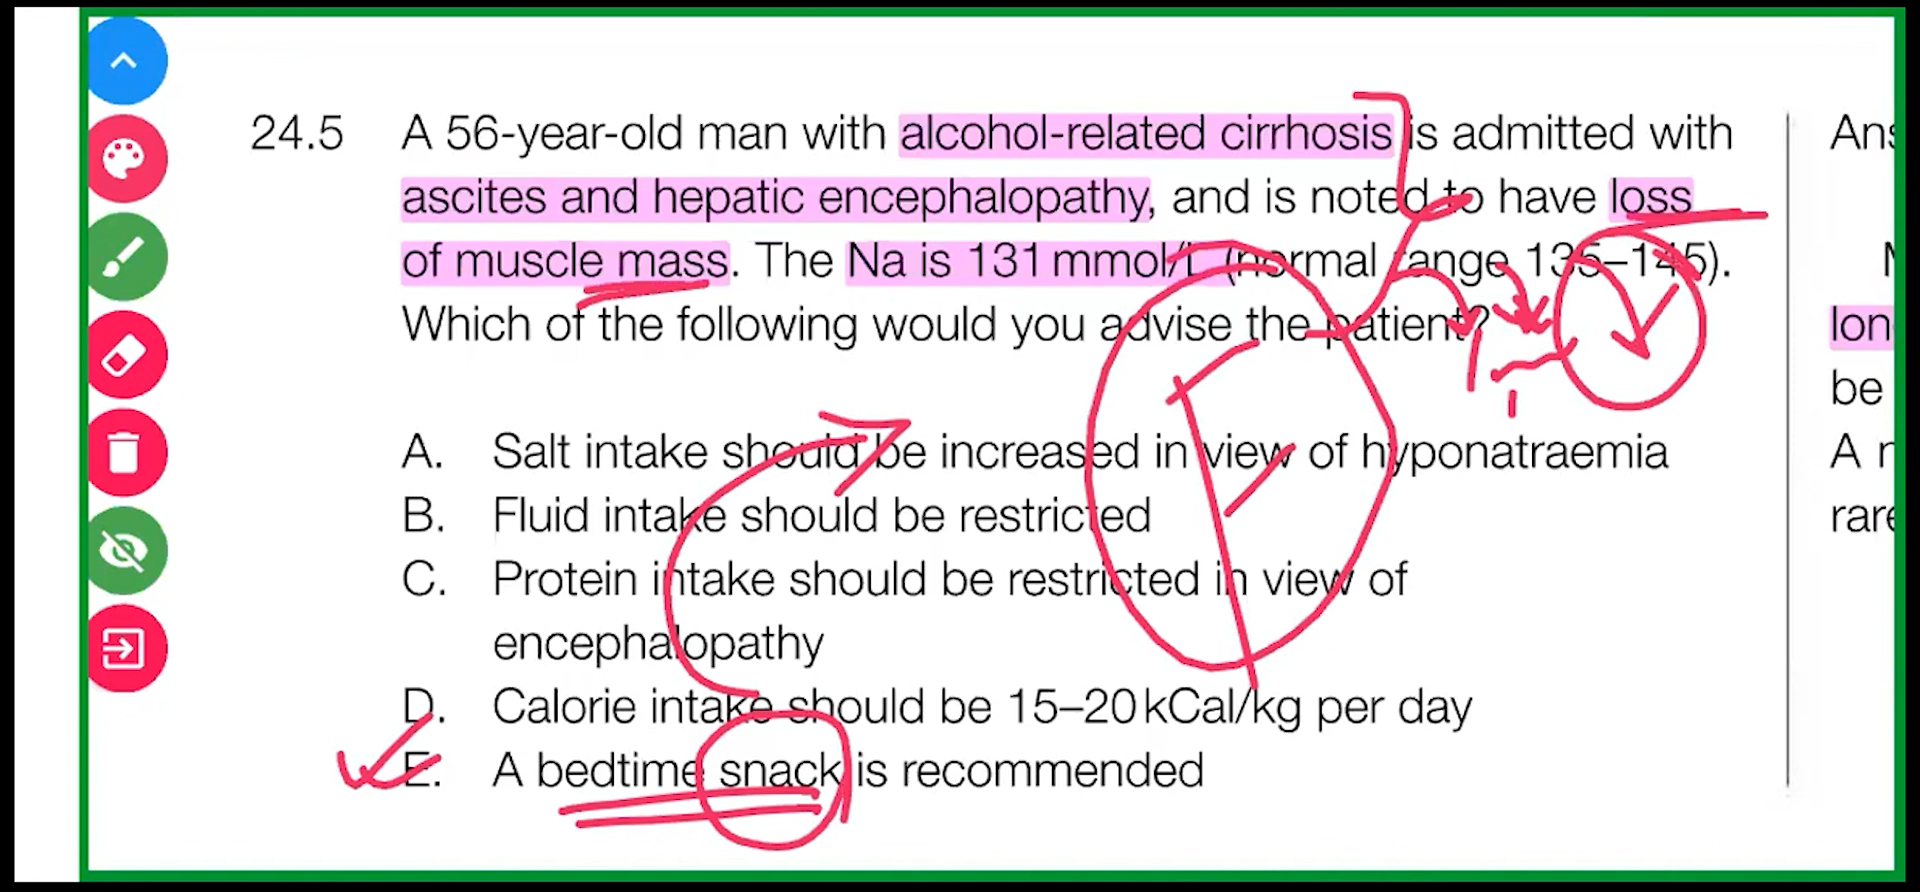 24.5 A 56-year-old man with alcohol-related cirrhosis is admitted with
ascites and hepatic encephalopathy, and is noted to have loss
of muscle mass. The Na is 131 mmol/L (normal range 135–145).
Which of the following would you advise the patient?
A. Salt intake should be increased in view of hyponatraemia
B. Fluid intake should be restricted
C. Protein intake should be restricted in view of
encephalopathy
D. Calorie intake should be 15–20 kCal/kg per day
E. A bedtime snack is recommended
Ans
M
lon
be
A r
rare